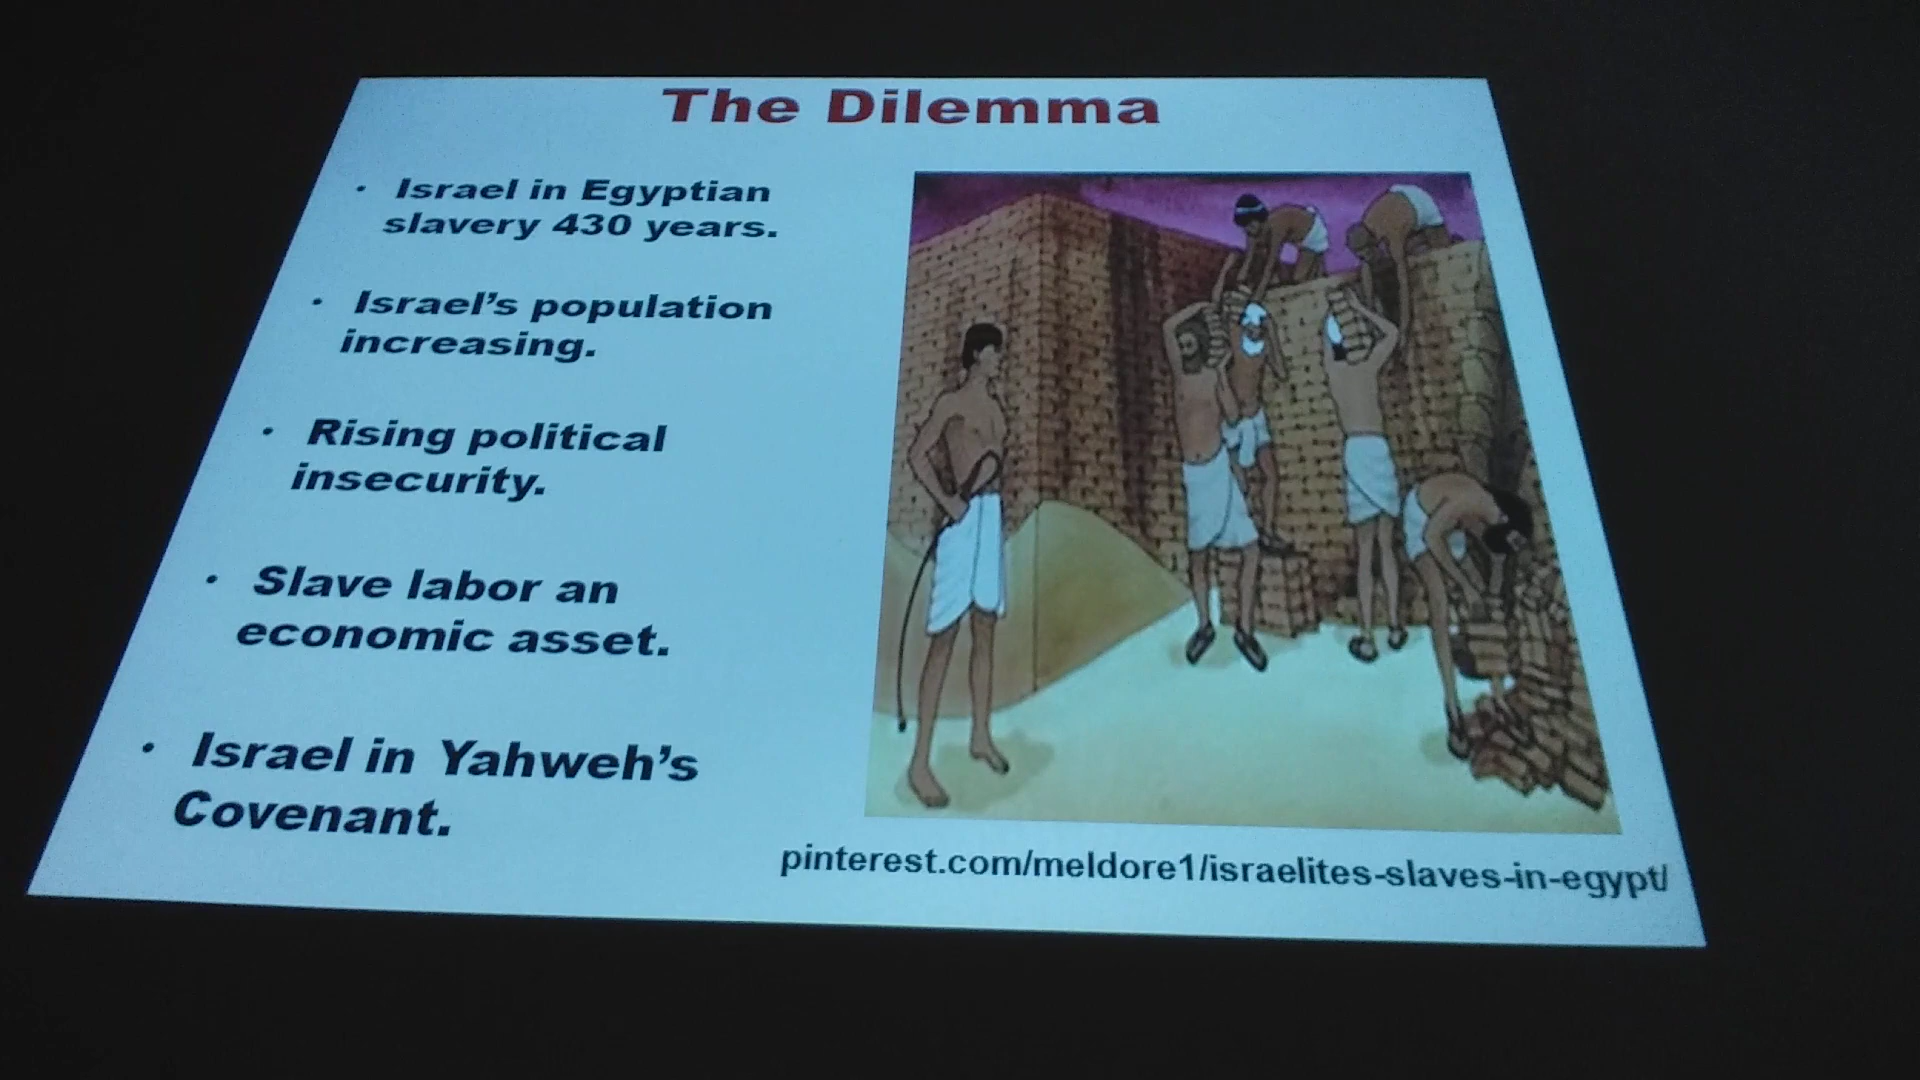 The Dilemma
• Israel in Egyptian
slavery 430 years.
• Israel's population
increasing.
• Rising political
insecurity.
• Slave labor an
economic asset.
• Israel in Yahweh's
Covenant.
pinterest.com/meldore1/israelites-slaves-in-egypt/